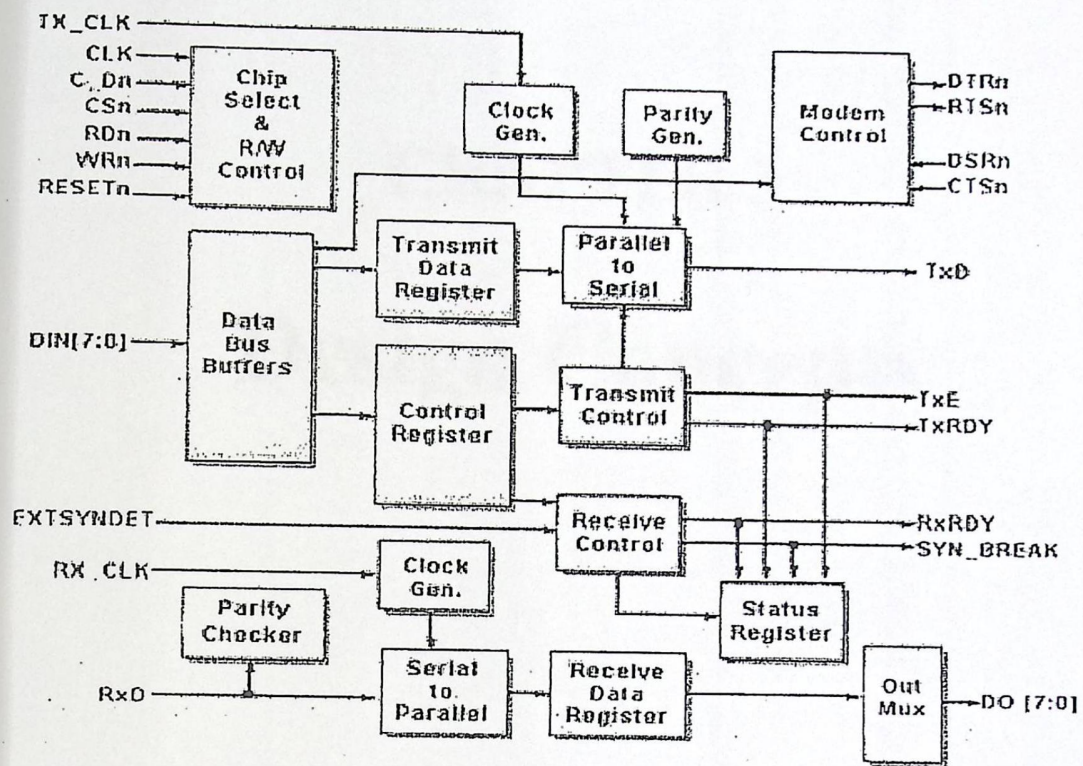 TX_CLK
CLK
C_Dn
CSn
RDn
WRn
RESETn
Chip
Select
&
R/W
Control
Clock
Gen.
Parity
Gen.
Modem
Control
DTRn
RTSn
DSRn
CTSn
DIN[7:0]
Data
Bus
Buffers
Transmit
Data
Register
Parallel
to
Serial
TxD
Control
Register
Transmit
Control
TxE
TxRDY
EXTSYNDET
Receive
Control
RxRDY
SYN_BREAK
RX_CLK
Clock
Gen.
Parity
Checker
Status
Register
RxD
Serial
to
Parallel
Receive
Data
Register
Out
Mux
DO [7:0]